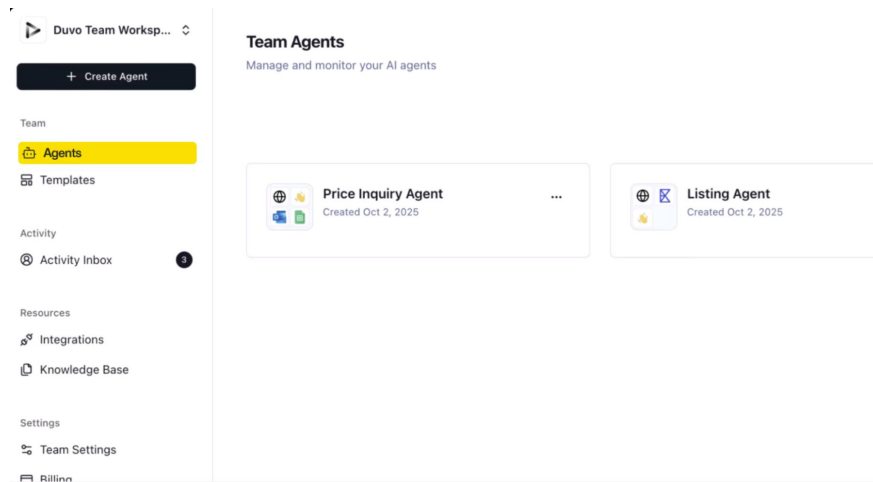 Duvo Team Worksp...
+ Create Agent
Team
Agents
Templates
Activity
Activity Inbox
3
Resources
Integrations
Knowledge Base
Settings
Team Settings
Billing
Team Agents
Manage and monitor your AI agents
Price Inquiry Agent
...
Created Oct 2, 2025
Listing Agent
Created Oct 2, 2025